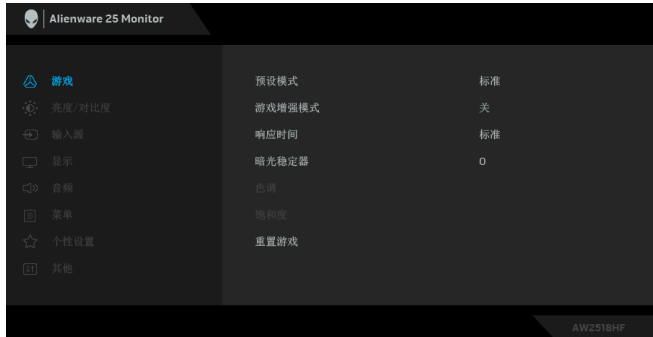 Alienware 25 Monitor
游戏
预设模式 标准
亮度/对比度
游戏增强模式 关
输入源
响应时间 标准
显示
暗光稳定器 0
音频
色调
菜单
饱和度
个性设置
重置游戏
其他
AW2518HF